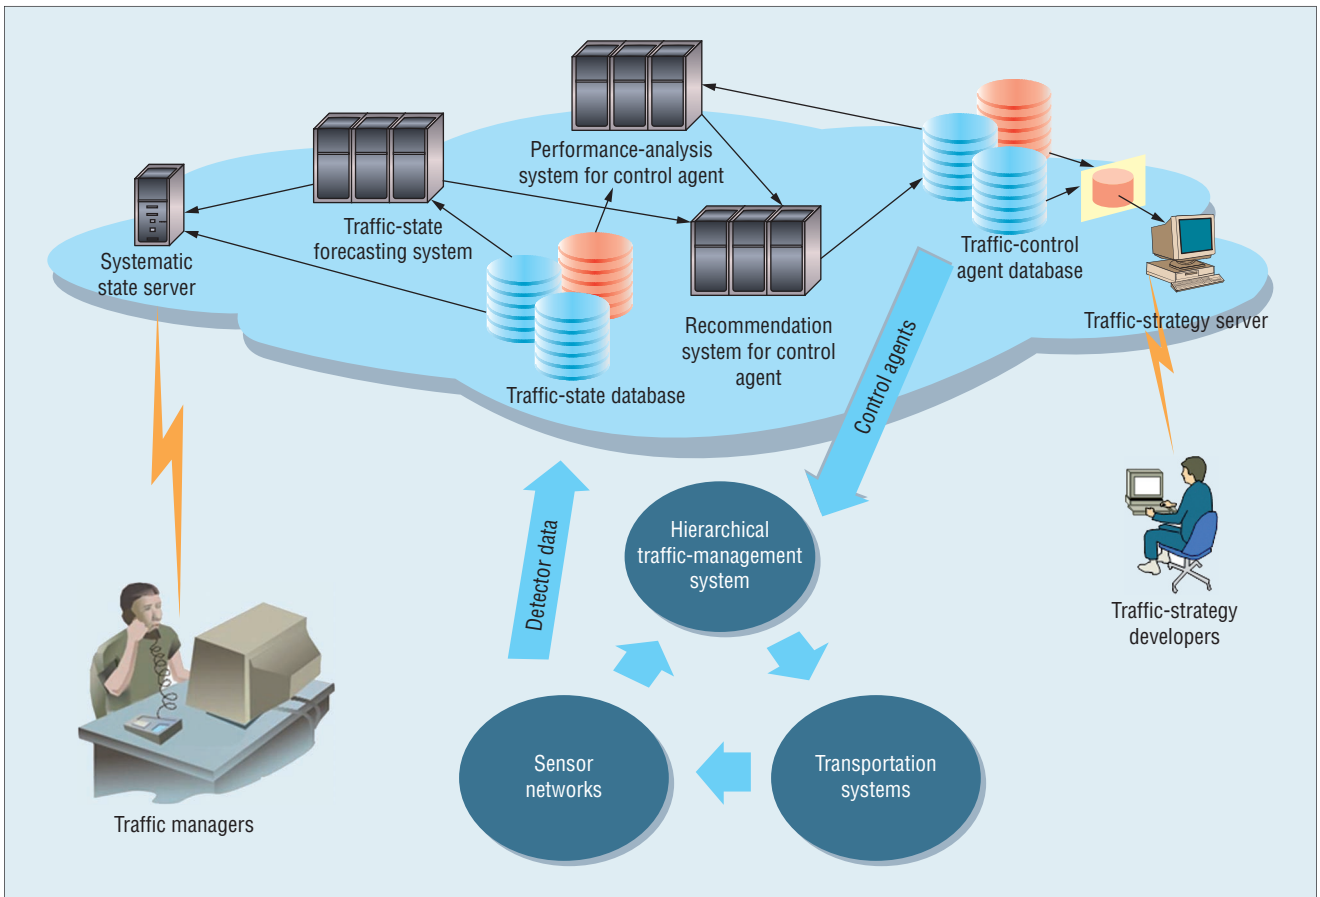 Performance-analysis
system for control agent
Traffic-state
forecasting system
Systematic
state server
Traffic-control
agent database
Traffic-strategy server
Recommendation
system for control
agent
Traffic-state database
Control agents
Detector data
Hierarchical
traffic-management
system
Traffic-strategy
developers
Sensor
networks
Transportation
systems
Traffic managers